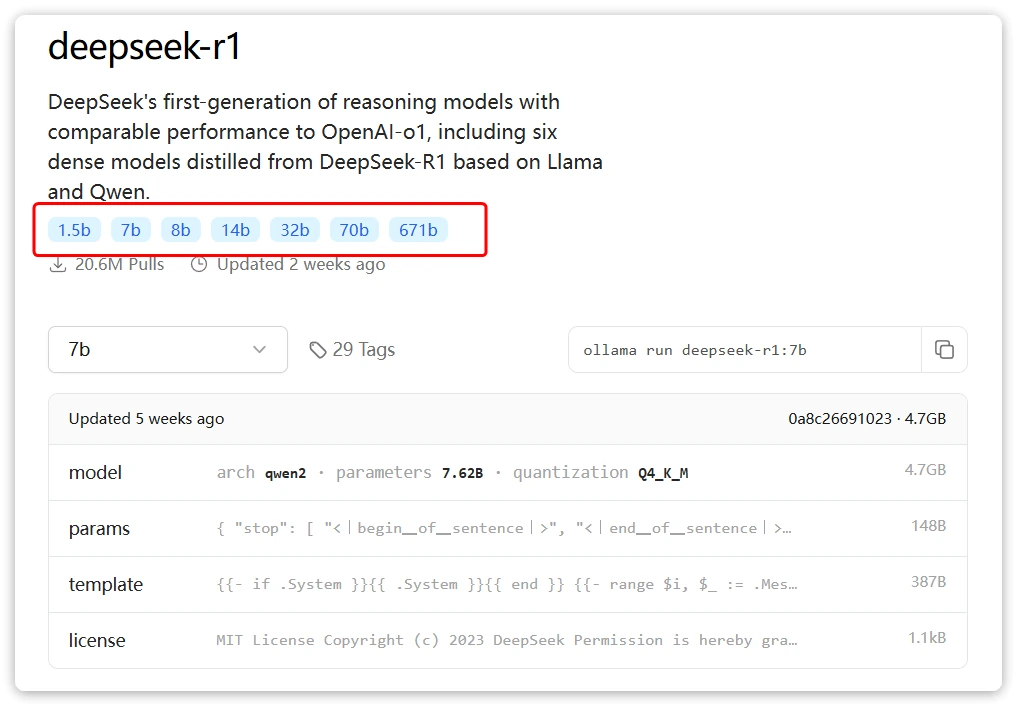 deepseek-r1
DeepSeek's first-generation of reasoning models with
comparable performance to OpenAI-o1, including six
dense models distilled from DeepSeek-R1 based on Llama
and Qwen.
1.5b 7b 8b 14b 32b 70b 671b
20.6M Pulls Updated 2 weeks ago
7b 29 Tags ollama run deepseek-r1:7b
Updated 5 weeks ago 0a8c26691023 · 4.7GB
model arch qwen2 · parameters 7.62B · quantization Q4_K_M 4.7GB
params { "stop": [ "<｜begin▁of▁sentence｜>", "<｜end▁of▁sentence｜>… 148B
template {{- if .System }}{{ .System }}{{ end }} {{- range $i, $_ := .Mes… 387B
license MIT License Copyright (c) 2023 DeepSeek Permission is hereby gra… 1.1kB